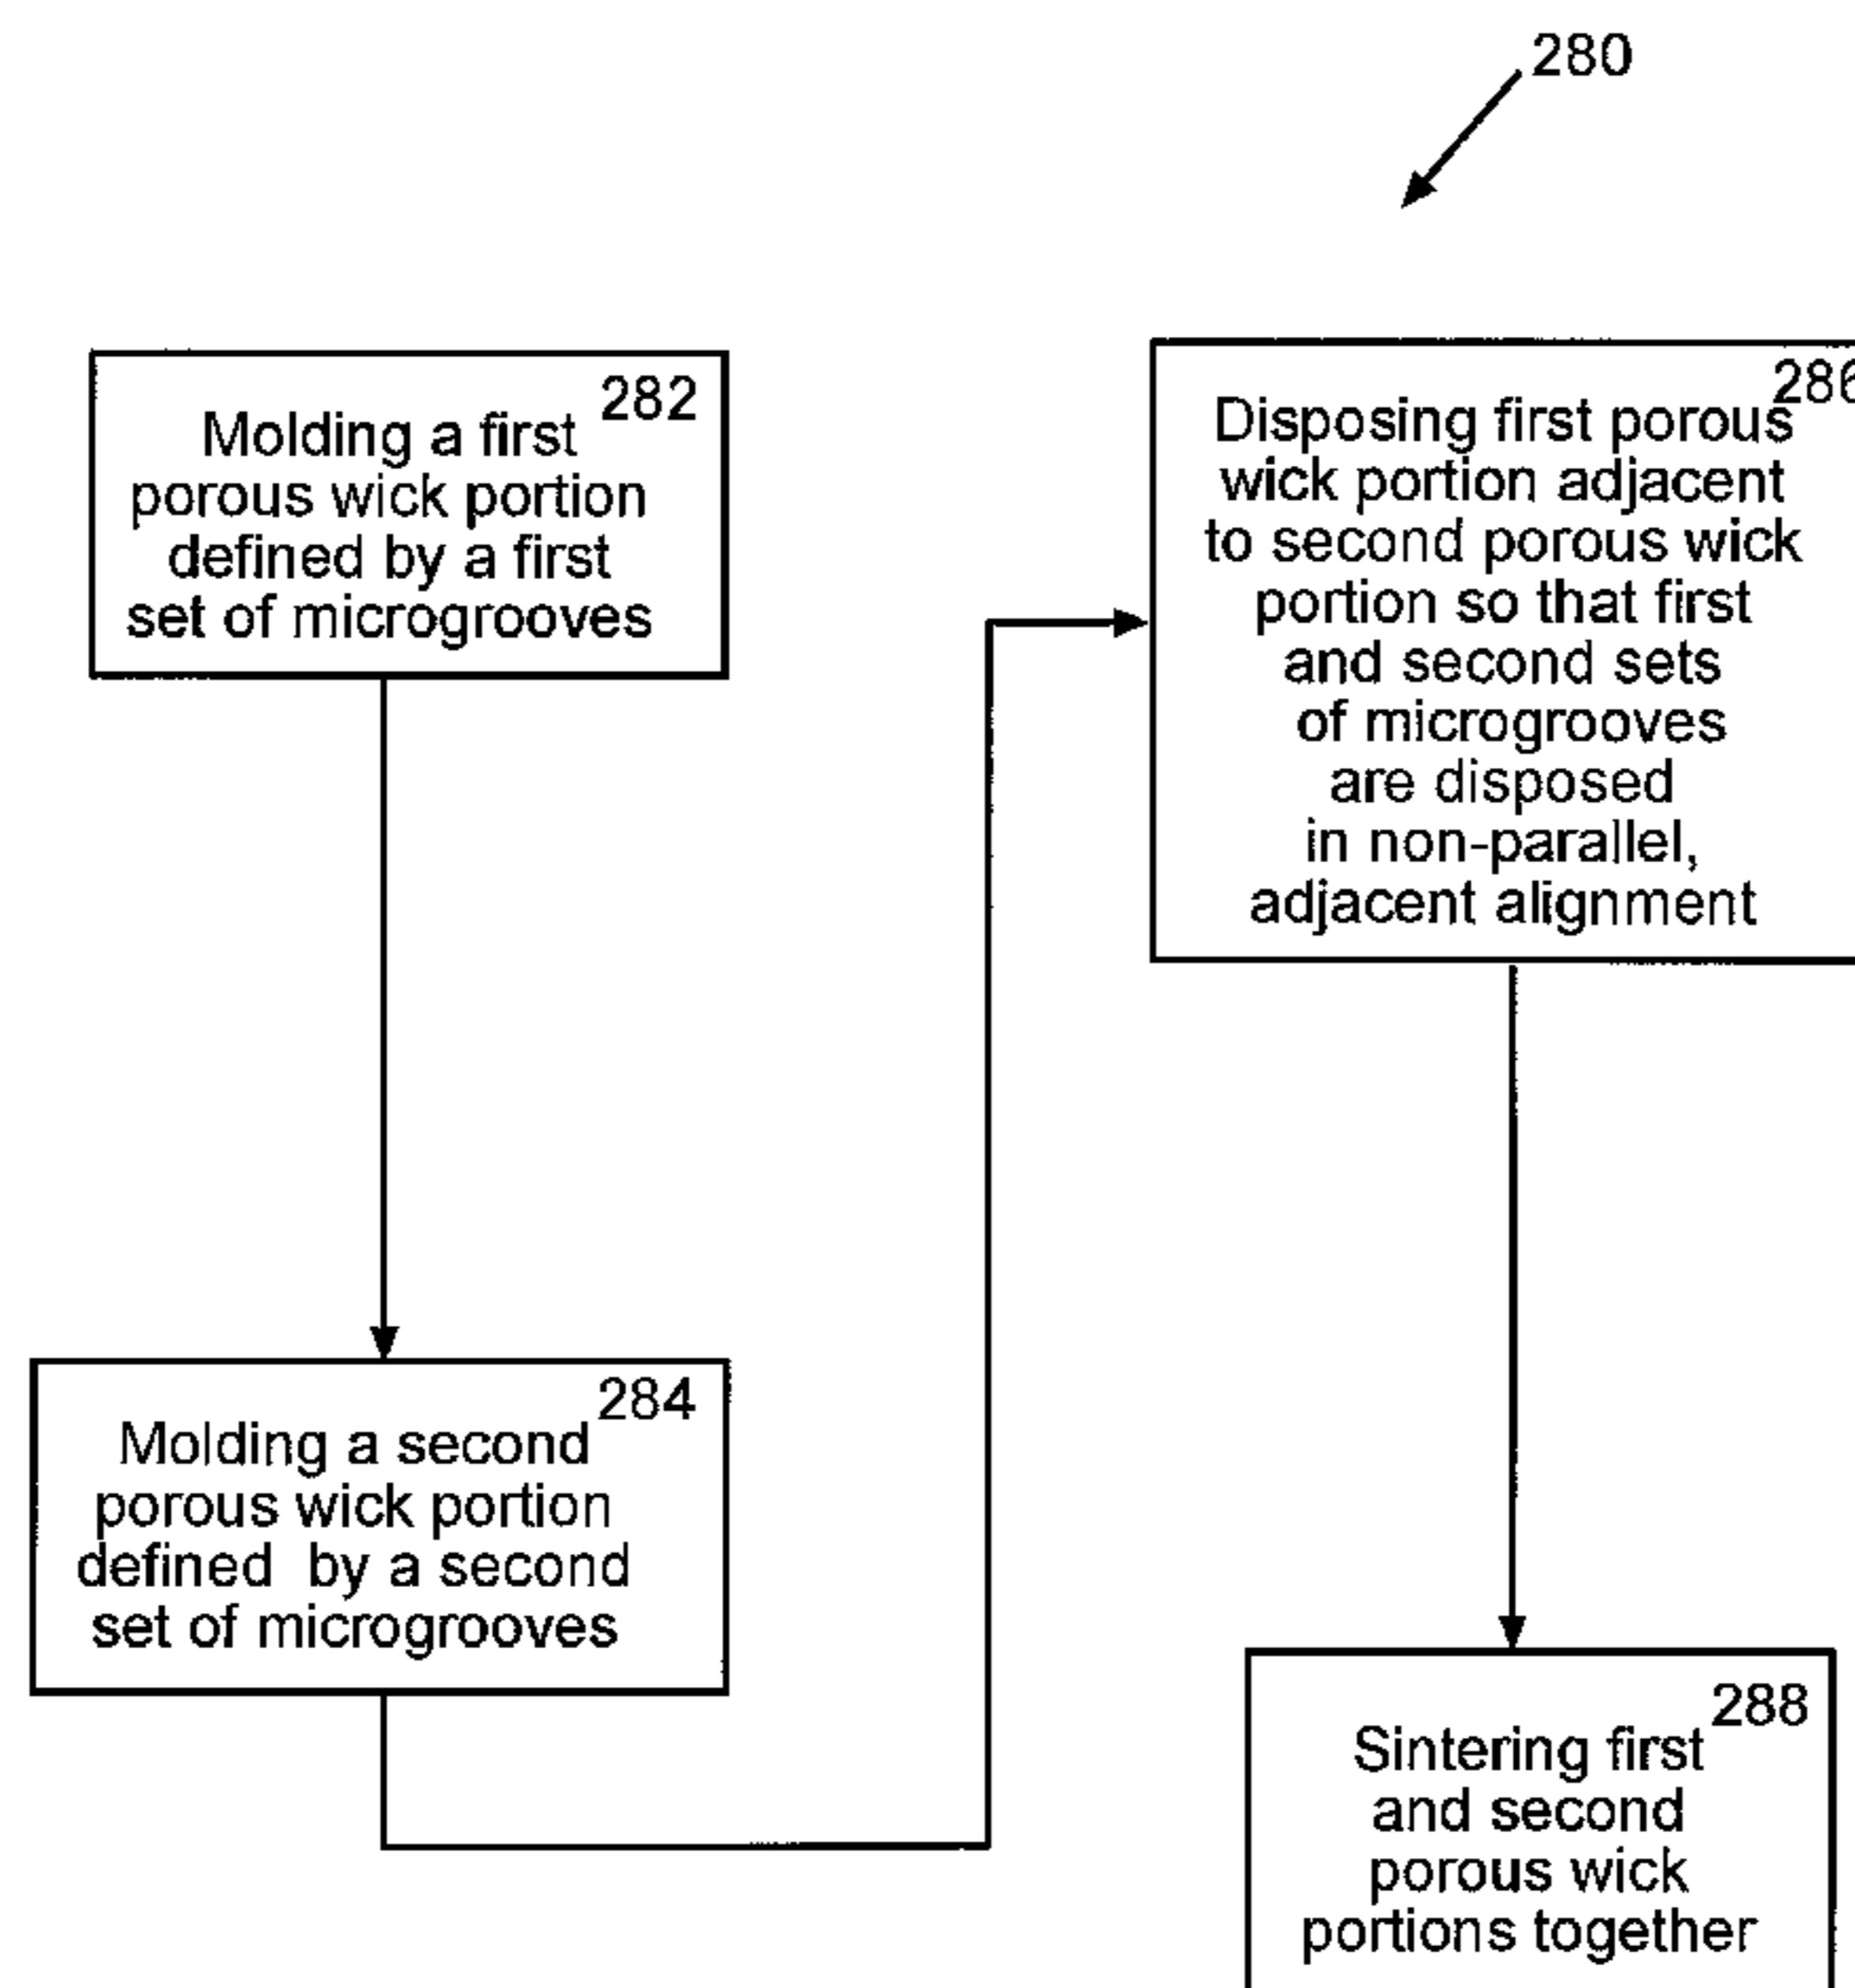 280
282
Molding a first
porous wick portion
defined by a first
set of microgrooves
284
Molding a second
porous wick portion
defined by a second
set of microgrooves
286
Disposing first porous
wick portion adjacent
to second porous wick
portion so that first
and second sets
of microgrooves
are disposed
in non-parallel,
adjacent alignment
288
Sintering first
and second
porous wick
portions together